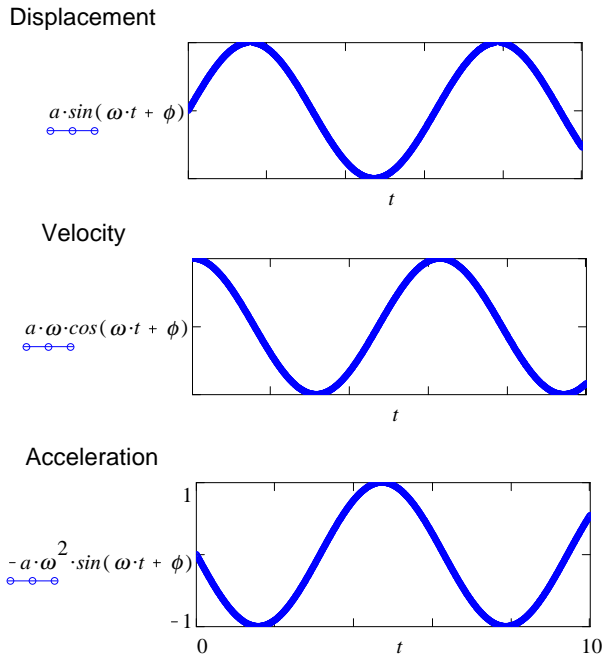 Displacement
a·sin(ω·t + ϕ)
t
Velocity
a·ω·cos(ω·t + ϕ)
t
Acceleration
1
-a·ω²·sin(ω·t + ϕ)
-1
0 t 10